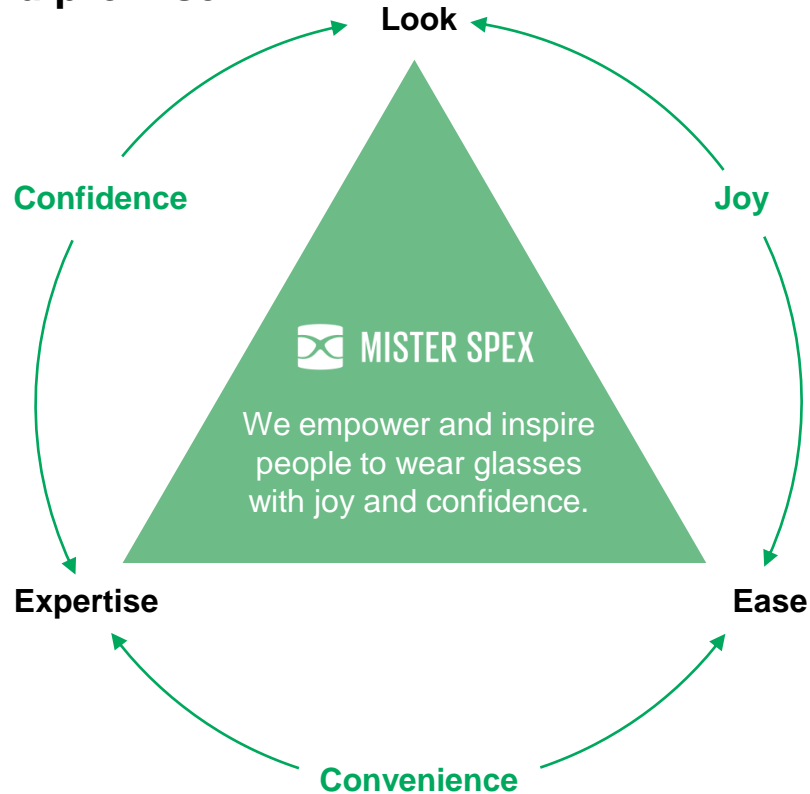 Look
Confidence
Joy
MISTER SPEX
We empower and inspire
people to wear glasses
with joy and confidence.
Expertise
Ease
Convenience